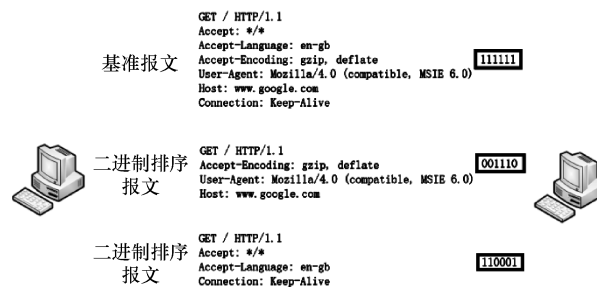 GET / HTTP/1.1
Accept: */*
Accept-Language: en-gb
基准报文 Accept-Encoding: gzip, deflate 111111
User-Agent: Mozilla/4.0 (compatible, MSIE 6.0)
Host: www.google.com
Connection: Keep-Alive
GET / HTTP/1.1
二进制排序 Accept-Encoding: gzip, deflate 001110
报文 User-Agent: Mozilla/4.0 (compatible, MSIE 6.0)
Host: www.google.com
GET / HTTP/1.1
二进制排序 Accept: */*
报文 Accept-Language: en-gb 110001
Connection: Keep-Alive